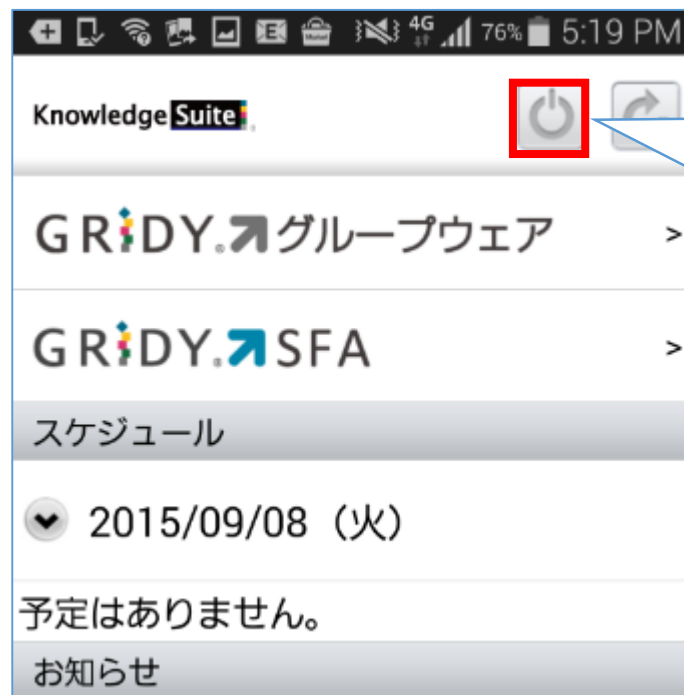 4G 76% 5:19 PM
Knowledge Suite
GRiDY. グループウェア >
GRiDY. SFA >
スケジュール
2015/09/08（火）
予定はありません。
お知らせ